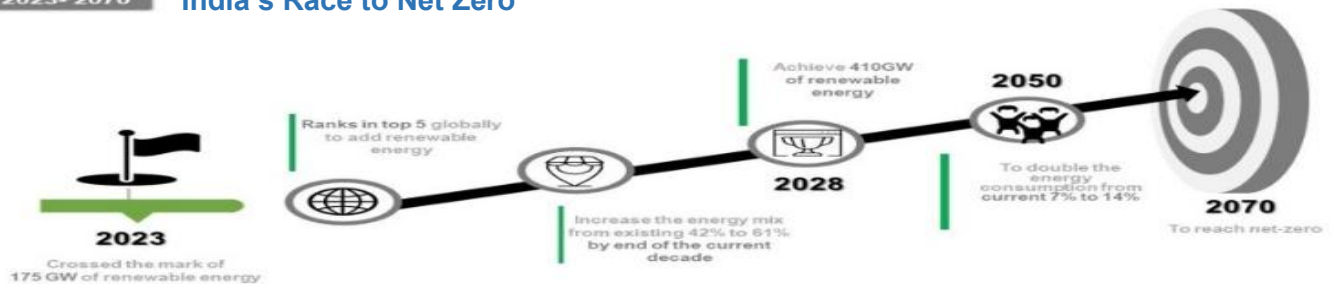 2023- 2070
India's Race to Net Zero
2023
Crossed the mark of
175 GW of renewable energy
Ranks in top 5 globally
to add renewable
energy
Increase the energy mix
from existing 42% to 61%
by end of the current
decade
Achieve 410GW
of renewable
energy
2028
2050
To double the
energy
consumption from
current 7% to 14%
2070
To reach net-zero